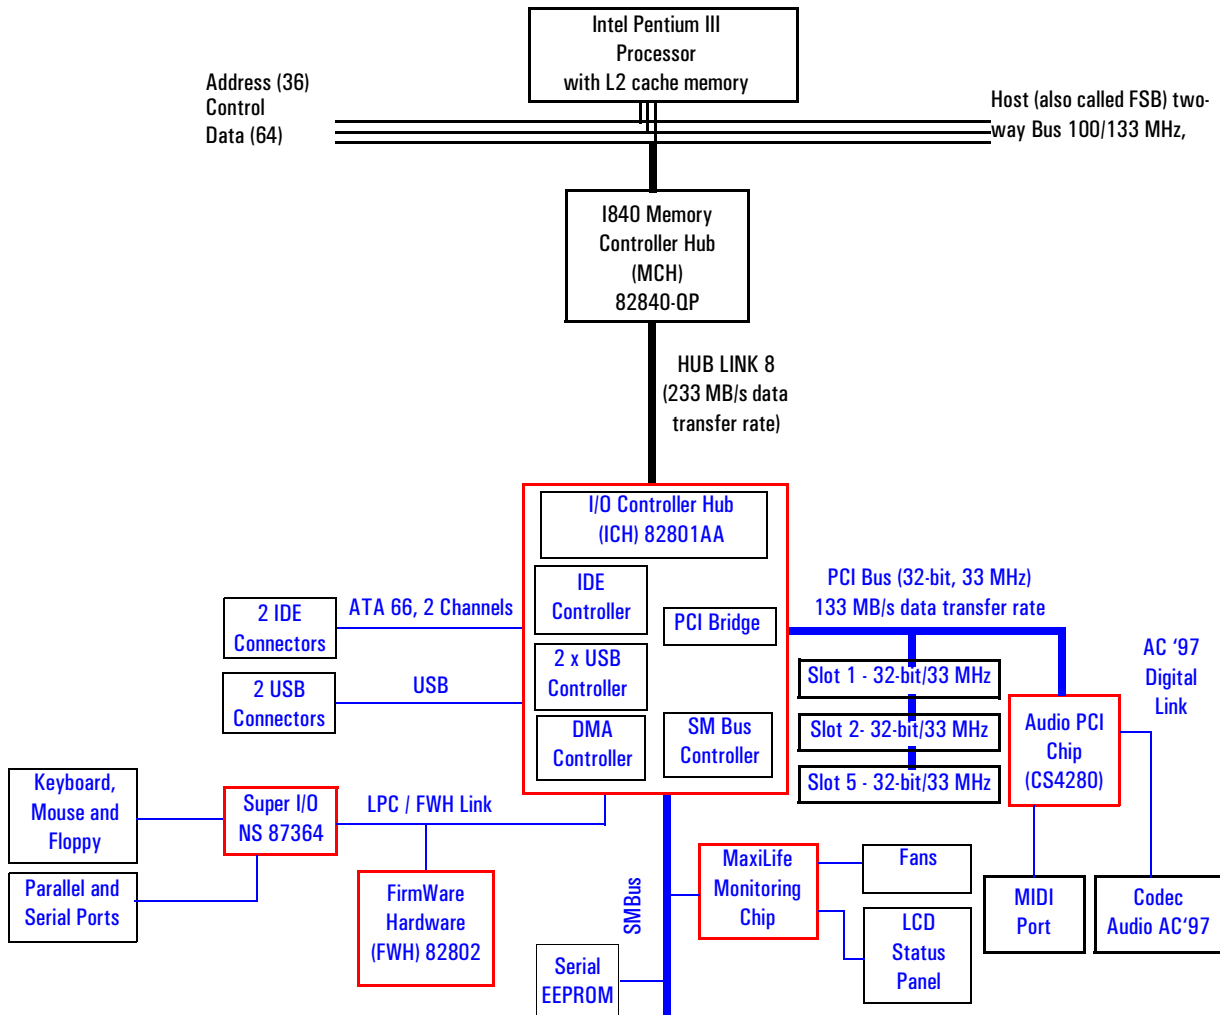 Intel Pentium III
Processor
with L2 cache memory
Address (36)
Control
Data (64)
Host (also called FSB) two-
way Bus 100/133 MHz,
I840 Memory
Controller Hub
(MCH)
82840-QP
HUB LINK 8
(233 MB/s data
transfer rate)
I/O Controller Hub
(ICH) 82801AA
IDE
Controller
PCI Bridge
2 x USB
Controller
DMA
Controller
SM Bus
Controller
2 IDE
Connectors
ATA 66, 2 Channels
2 USB
Connectors
USB
PCI Bus (32-bit, 33 MHz)
133 MB/s data transfer rate
Slot 1 - 32-bit/33 MHz
Slot 2- 32-bit/33 MHz
Slot 5 - 32-bit/33 MHz
AC ‘97
Digital
Link
Audio PCI
Chip
(CS4280)
Keyboard,
Mouse and
Floppy
Super I/O
NS 87364
LPC / FWH Link
Parallel and
Serial Ports
FirmWare
Hardware
(FWH) 82802
SMBus
Serial
EEPROM
MaxiLife
Monitoring
Chip
Fans
LCD
Status
Panel
MIDI
Port
Codec
Audio AC‘97